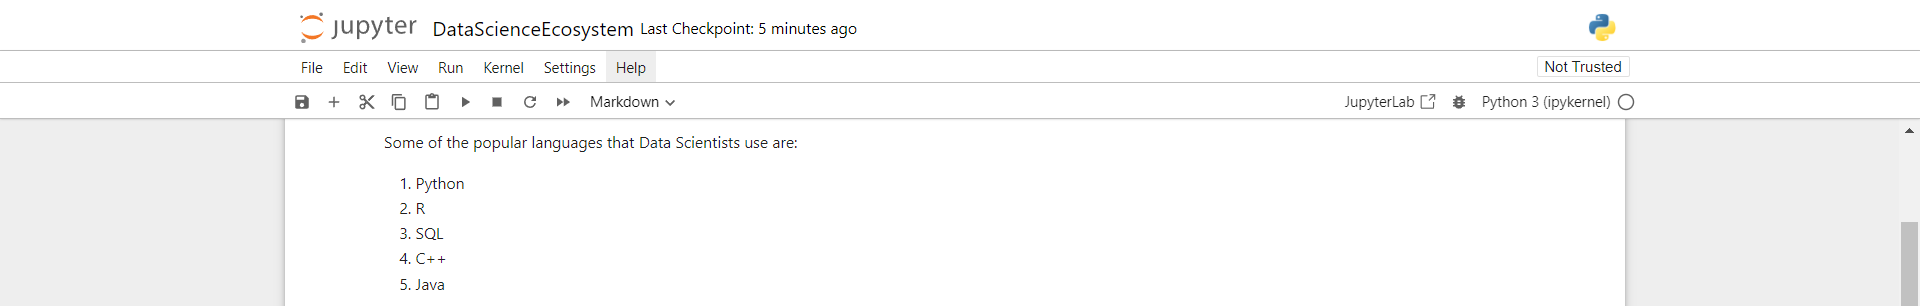 jupyter DataScienceEcosystem Last Checkpoint: 5 minutes ago
File Edit View Run Kernel Settings Help Not Trusted
Markdown JupyterLab Python 3 (ipykernel)
Some of the popular languages that Data Scientists use are:
1. Python
2. R
3. SQL
4. C++
5. Java